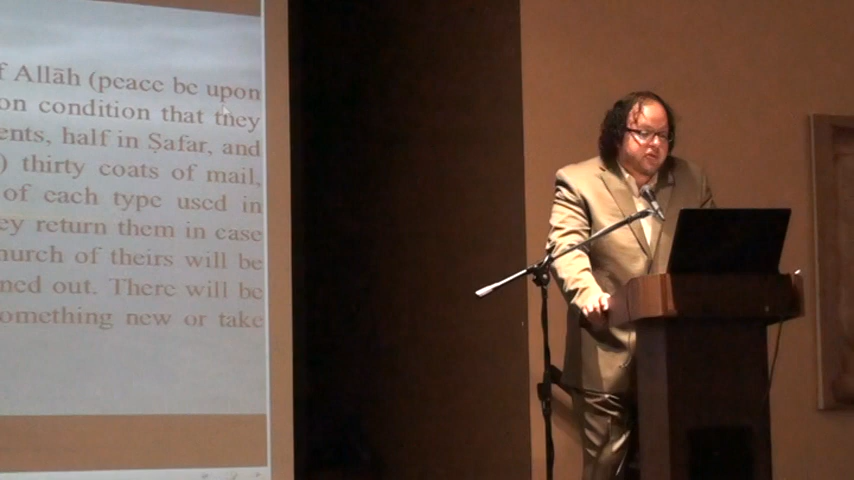 f Allāh (peace be upon
on condition that they
ents, half in Ṣafar, and
) thirty coats of mail,
of each type used in
ey return them in case
hurch of theirs will be
ned out. There will be
omething new or take